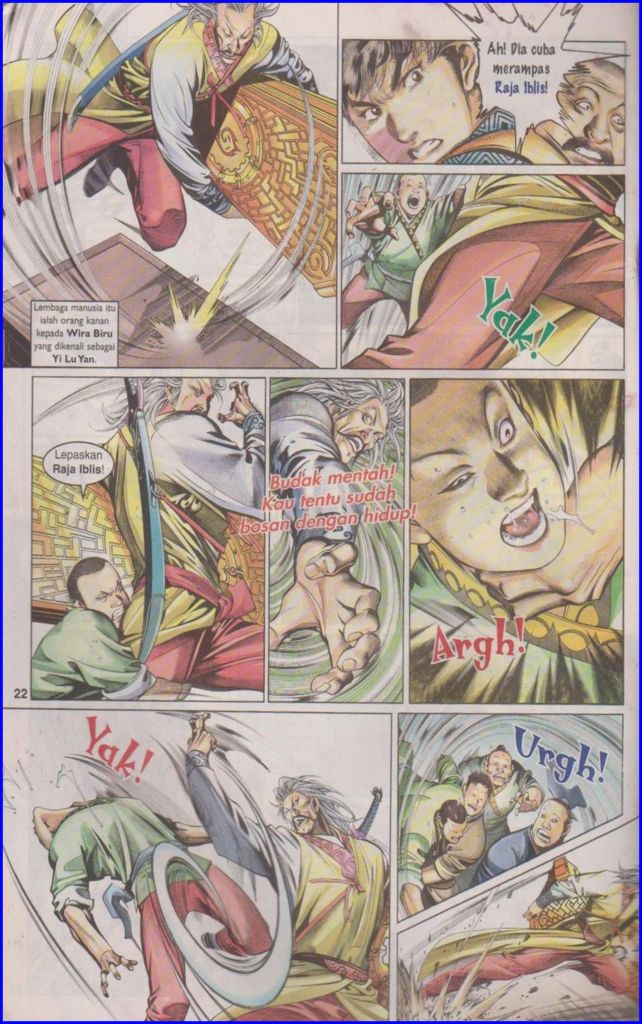 Lembaga manusia itu
ialah orang kanan
kepada Wira Biru
yang dikenali sebagai
Yi Lu Yan.
Ah! Dia cuba
merampas
Raja Iblis!
Yak!
Lepaskan
Raja Iblis!
Budak mentah!
Kau tentu sudah
bosan dengan hidup!
Argh!
22
Yak!
Urgh!